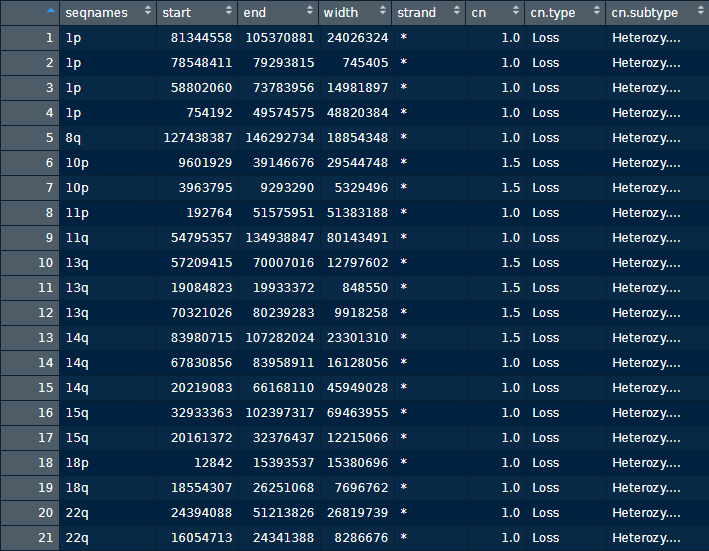 seqnames start end width strand cn cn.type cn.subtype
1 1p 81344558 105370881 24026324 * 1.0 Loss Heterozy....
2 1p 78548411 79293815 745405 * 1.0 Loss Heterozy....
3 1p 58802060 73783956 14981897 * 1.0 Loss Heterozy....
4 1p 754192 49574575 48820384 * 1.0 Loss Heterozy....
5 8q 127438387 146292734 18854348 * 1.0 Loss Heterozy....
6 10p 9601929 39146676 29544748 * 1.5 Loss Heterozy....
7 10p 3963795 9293290 5329496 * 1.5 Loss Heterozy....
8 11p 192764 51575951 51383188 * 1.0 Loss Heterozy....
9 11q 54795357 134938847 80143491 * 1.0 Loss Heterozy....
10 13q 57209415 70007016 12797602 * 1.5 Loss Heterozy....
11 13q 19084823 19933372 848550 * 1.5 Loss Heterozy....
12 13q 70321026 80239283 9918258 * 1.5 Loss Heterozy....
13 14q 83980715 107282024 23301310 * 1.5 Loss Heterozy....
14 14q 67830856 83958911 16128056 * 1.0 Loss Heterozy....
15 14q 20219083 66168110 45949028 * 1.0 Loss Heterozy....
16 15q 32933363 102397317 69463955 * 1.0 Loss Heterozy....
17 15q 20161372 32376437 12215066 * 1.0 Loss Heterozy....
18 18p 12842 15393537 15380696 * 1.0 Loss Heterozy....
19 18q 18554307 26251068 7696762 * 1.0 Loss Heterozy....
20 22q 24394088 51213826 26819739 * 1.0 Loss Heterozy....
21 22q 16054713 24341388 8286676 * 1.0 Loss Heterozy....